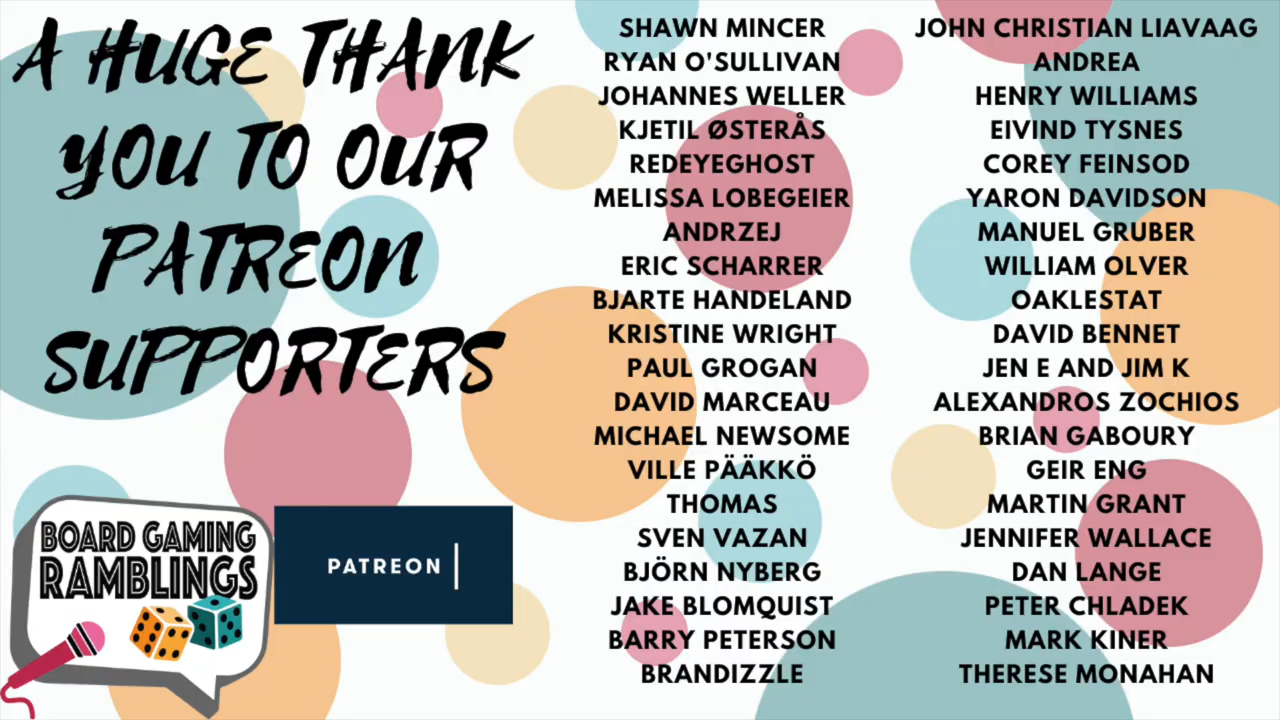 A HUGE THANK
YOU TO OUR
PATREON
SUPPORTERS
BOARD GAMING
RAMBLINGS
PATREON
SHAWN MINCER
RYAN O'SULLIVAN
JOHANNES WELLER
KJETIL ØSTERÅS
REDEYEGHOST
MELISSA LOBEGEIER
ANDRZEJ
ERIC SCHARRER
BJARTE HANDELAND
KRISTINE WRIGHT
PAUL GROGAN
DAVID MARCEAU
MICHAEL NEWSOME
VILLE PÄÄKKÖ
THOMAS
SVEN VAZAN
BJÖRN NYBERG
JAKE BLOMQUIST
BARRY PETERSON
BRANDIZZLE
JOHN CHRISTIAN LIAVAAG
ANDREA
HENRY WILLIAMS
EIVIND TYSNES
COREY FEINSOD
YARON DAVIDSON
MANUEL GRUBER
WILLIAM OLVER
OAKLESTAT
DAVID BENNET
JEN E AND JIM K
ALEXANDROS ZOCHIOS
BRIAN GABOURY
GEIR ENG
MARTIN GRANT
JENNIFER WALLACE
DAN LANGE
PETER CHLADEK
MARK KINER
THERESE MONAHAN